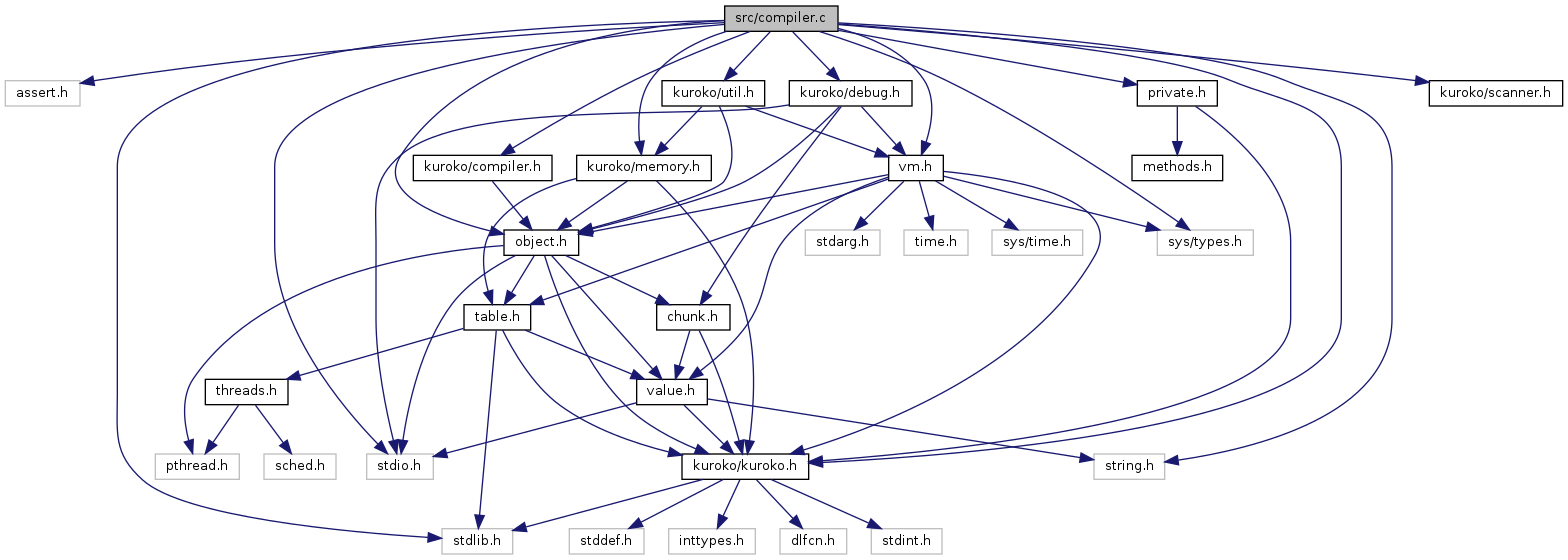 src/compiler.c
assert.h
kuroko/util.h
kuroko/debug.h
private.h
kuroko/scanner.h
kuroko/compiler.h
kuroko/memory.h
vm.h
methods.h
object.h
stdarg.h
time.h
sys/time.h
sys/types.h
table.h
chunk.h
threads.h
value.h
pthread.h
sched.h
stdio.h
kuroko/kuroko.h
string.h
stdlib.h
stddef.h
inttypes.h
dlfcn.h
stdint.h